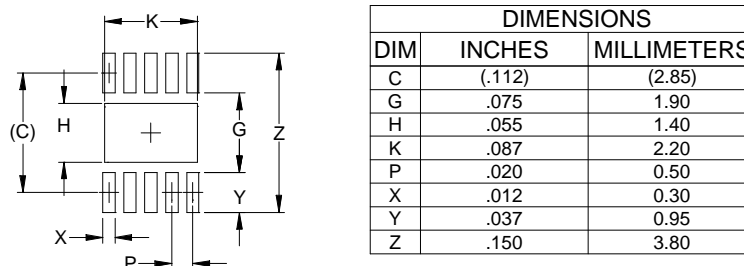 K
(C)
H
G
Z
Y
X
P
DIMENSIONS
DIM INCHES MILLIMETERS
C (.112) (2.85)
G .075 1.90
H .055 1.40
K .087 2.20
P .020 0.50
X .012 0.30
Y .037 0.95
Z .150 3.80